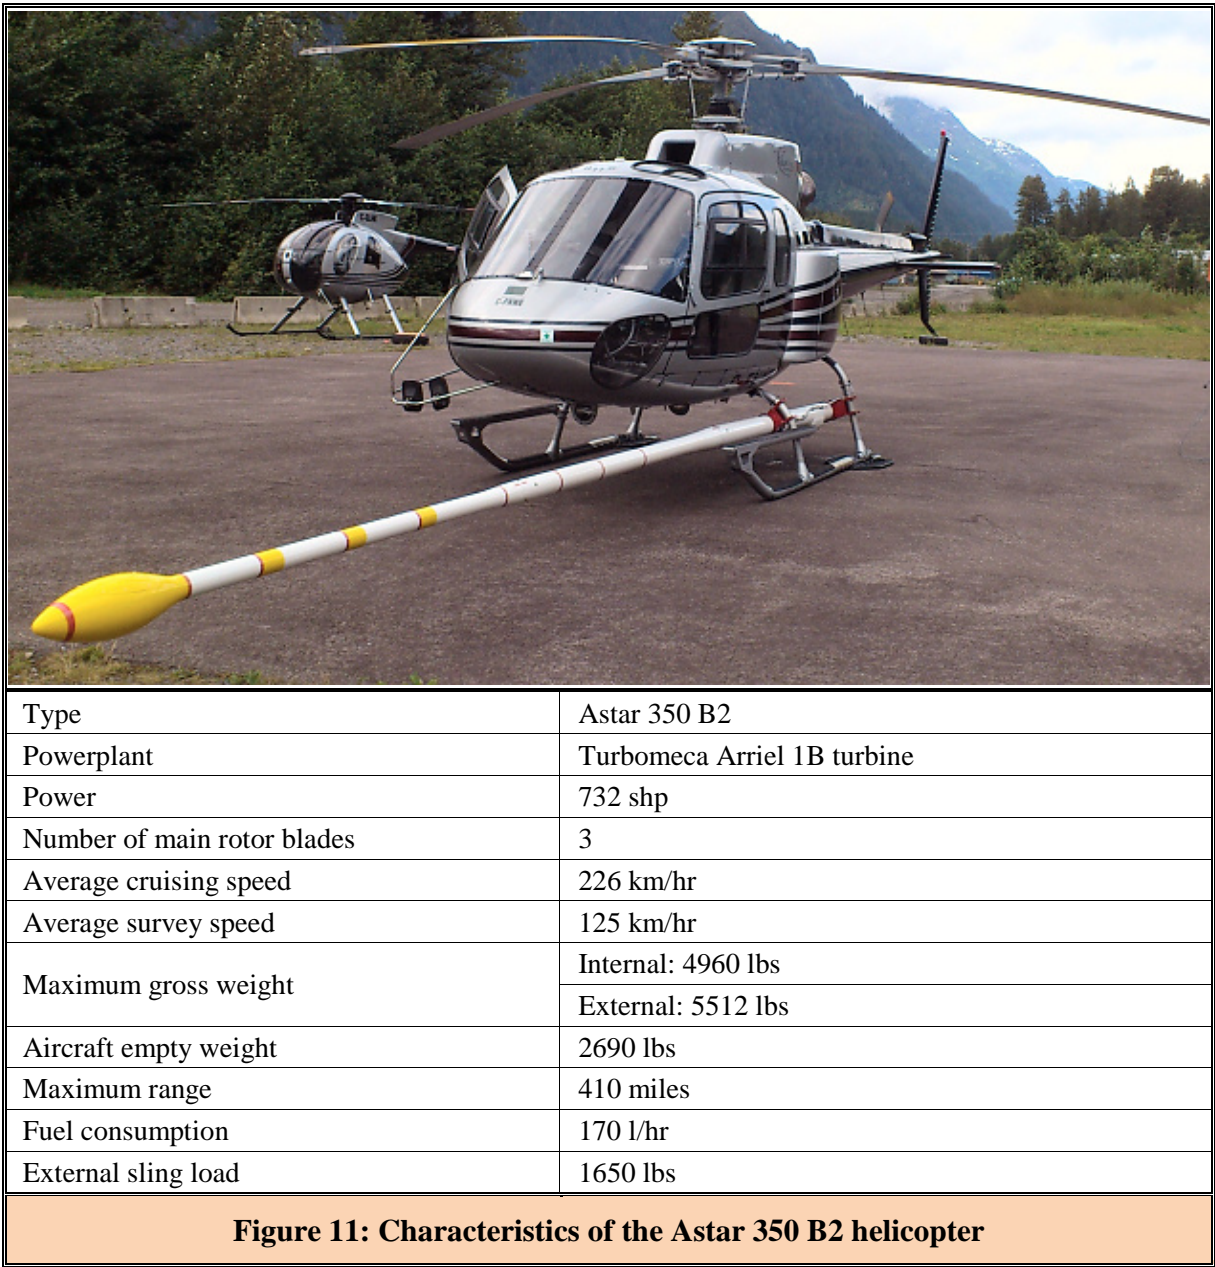 Type Astar 350 B2
Powerplant Turbomeca Arriel 1B turbine
Power 732 shp
Number of main rotor blades 3
Average cruising speed 226 km/hr
Average survey speed 125 km/hr
Maximum gross weight Internal: 4960 lbs
External: 5512 lbs
Aircraft empty weight 2690 lbs
Maximum range 410 miles
Fuel consumption 170 l/hr
External sling load 1650 lbs
Figure 11: Characteristics of the Astar 350 B2 helicopter